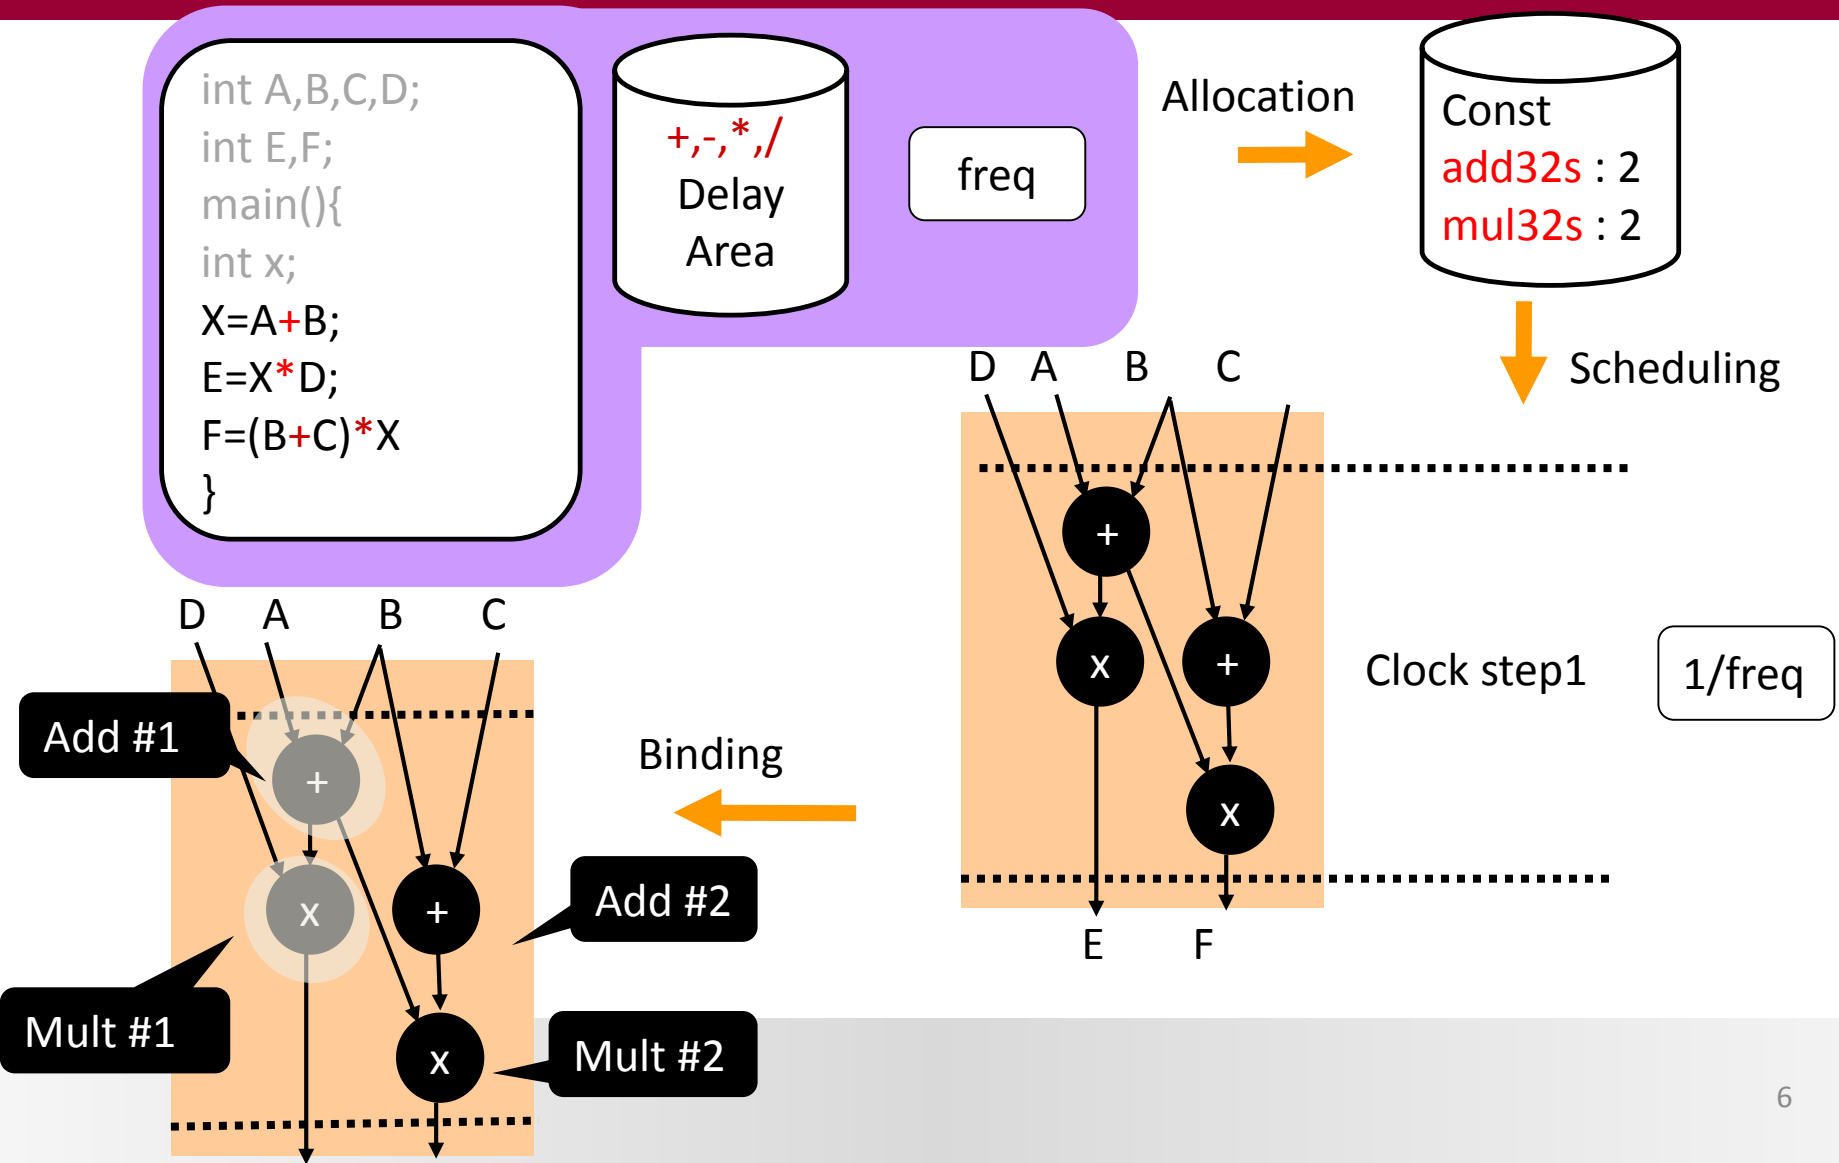 int A,B,C,D;
int E,F;
main(){
int x;
X=A+B;
E=X*D;
F=(B+C)*X
}
+,-,*,/
Delay
Area
freq
Allocation
Const
add32s : 2
mul32s : 2
Scheduling
D A B C
+
x +
x
E F
Clock step1
1/freq
Binding
D A B C
Add #1
+
x +
Add #2
Mult #1
x
Mult #2
6